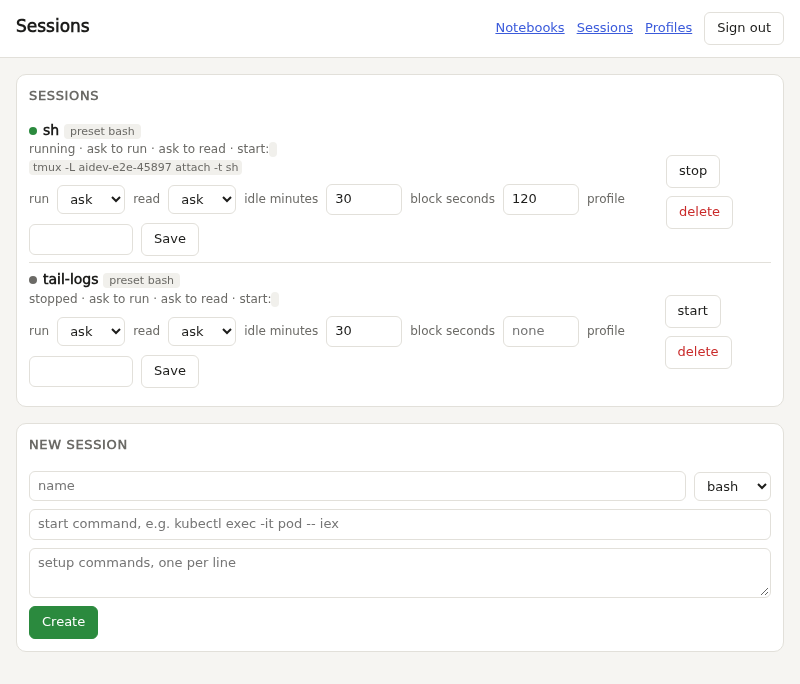 Sessions
Notebooks Sessions Profiles Sign out
SESSIONS
sh preset bash
running · ask to run · ask to read · start:
tmux -L aidev-e2e-45897 attach -t sh
run ask read ask idle minutes 30 block seconds 120 profile
Save
stop
delete
tail-logs preset bash
stopped · ask to run · ask to read · start:
run ask read ask idle minutes 30 block seconds none profile
Save
start
delete
NEW SESSION
name bash
start command, e.g. kubectl exec -it pod -- iex
setup commands, one per line
Create